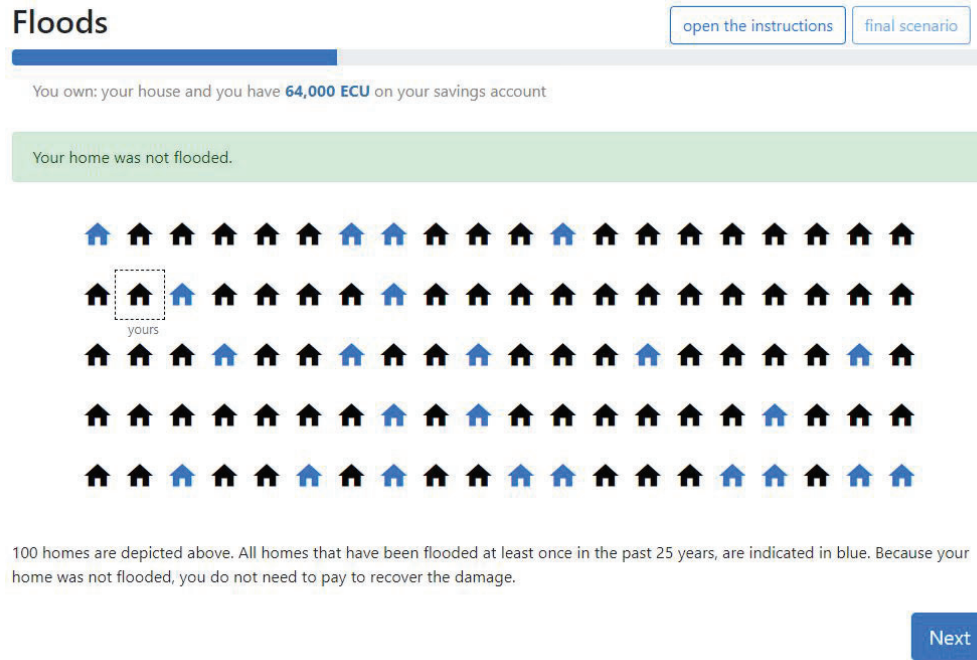 Floods
open the instructions
final scenario
You own: your house and you have 64,000 ECU on your savings account
Your home was not flooded.
yours
100 homes are depicted above. All homes that have been flooded at least once in the past 25 years, are indicated in blue. Because your
home was not flooded, you do not need to pay to recover the damage.
Next